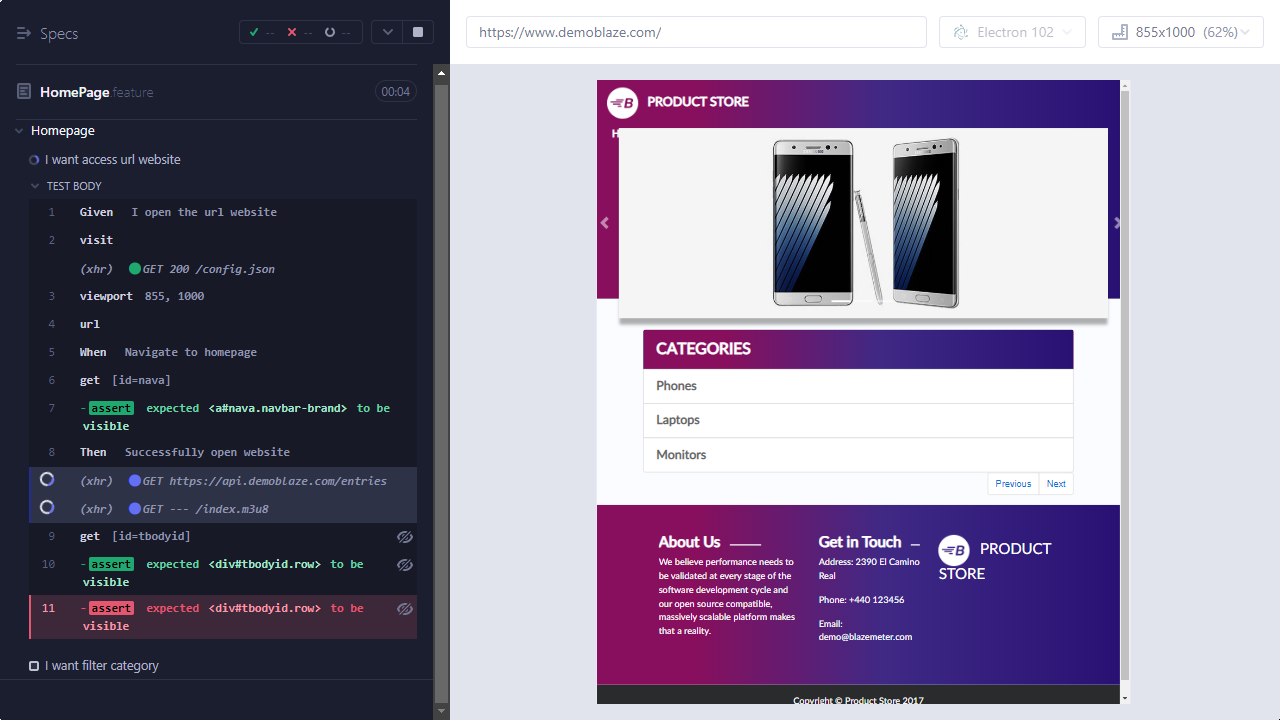 Specs
--
--
--
HomePage feature
00:04
Homepage
I want access url website
TEST BODY
1 Given I open the url website
2 visit
(xhr) GET 200 /config.json
3 viewport 855, 1000
4 url
5 When Navigate to homepage
6 get [id=nava]
7 -assert expected <a#nava.navbar-brand> to be
visible
8 Then Successfully open website
(xhr) GET https://api.demoblaze.com/entries
(xhr) GET --- /index.m3u8
9 get [id=tbodyid]
10 -assert expected <div#tbodyid.row> to be
visible
11 -assert expected <div#tbodyid.row> to be
visible
I want filter category
https://www.demoblaze.com/
Electron 102
855x1000 (62%)
B PRODUCT STORE
H
SAMSUNG
SAMSUNG
CATEGORIES
Phones
Laptops
Monitors
Previous Next
About Us
We believe performance needs to
be validated at every stage of the
software development cycle and
our open source compatible,
massively scalable platform makes
that a reality.
Get in Touch
Address: 2390 El Camino
Real
Phone: +440 123456
Email:
demo@blazemeter.com
B PRODUCT
STORE
Copyright © Product Store 2017